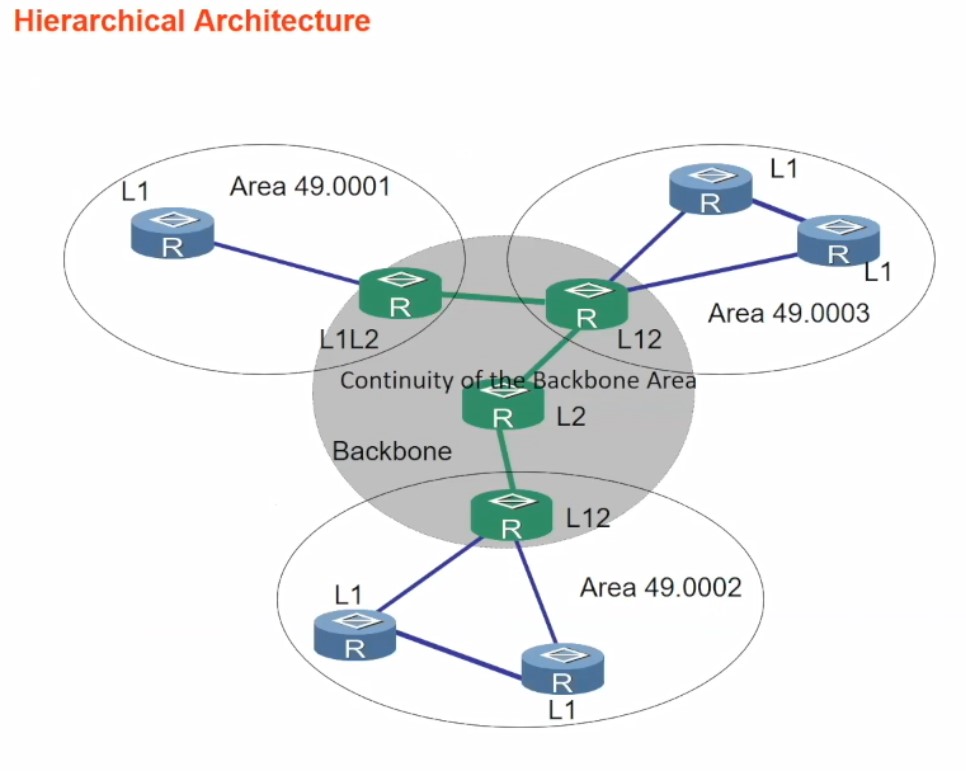 Hierarchical Architecture
L1
Area 49.0001
R
L1
R
R
L1
Area 49.0003
R
L1L2
R
L12
Continuity of the Backbone Area
R
L2
Backbone
R
L12
Area 49.0002
L1
R
R
L1